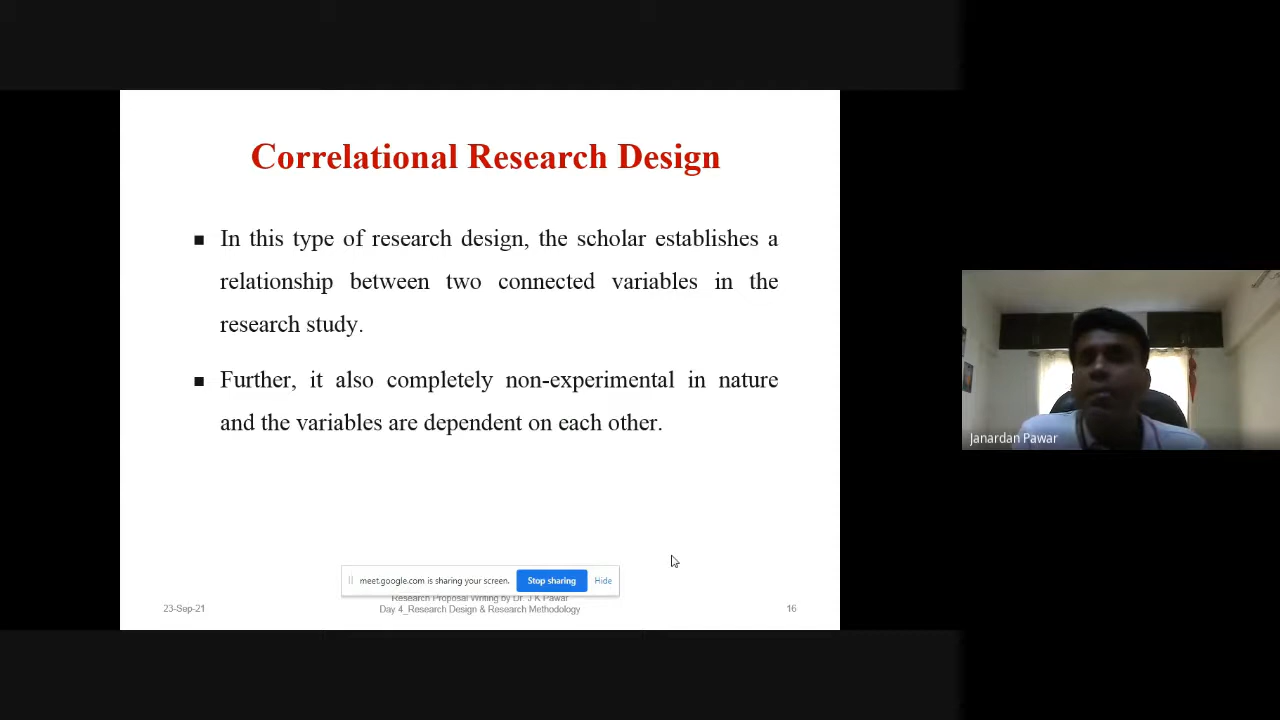 Correlational Research Design
■ In this type of research design, the scholar establishes a
relationship between two connected variables in the
research study.
■ Further, it also completely non-experimental in nature
and the variables are dependent on each other.
Janardan Pawar
meet.google.com is sharing your screen.
Stop sharing
Hide
23-Sep-21
Research Proposal Writing by Dr. J K Pawar
Day 4_Research Design & Research Methodology
16